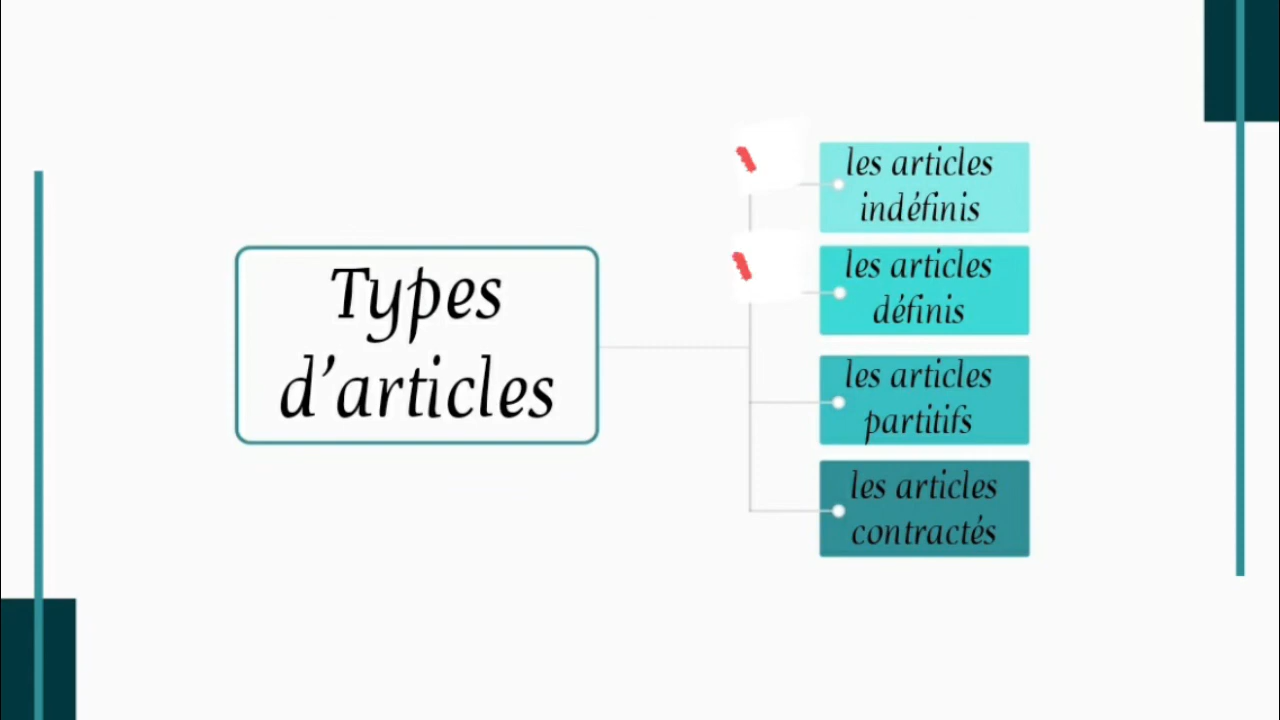 Types
d'articles
les articles
indéfinis
les articles
définis
les articles
partitifs
les articles
contractés